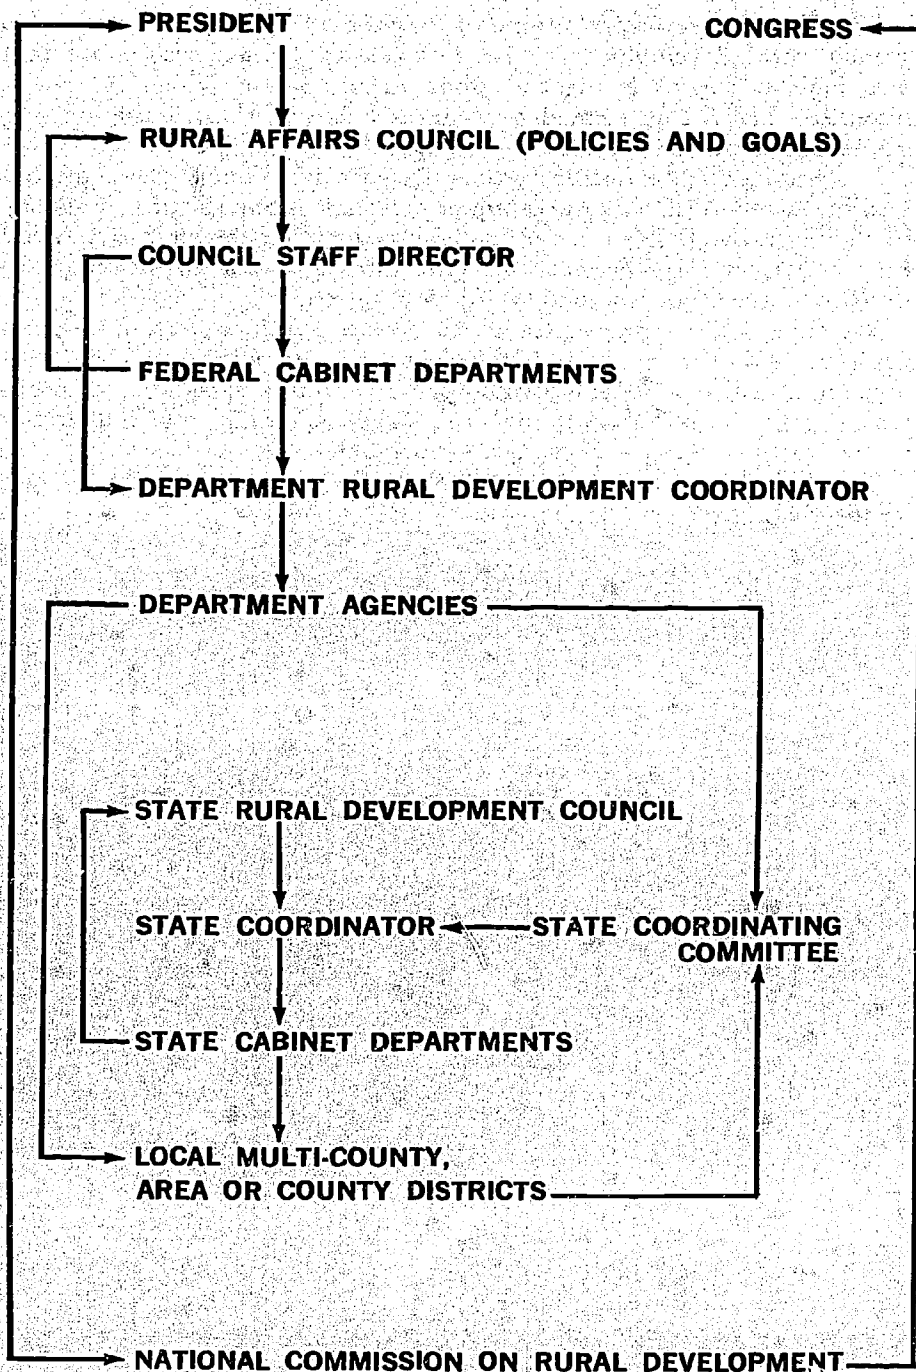 PRESIDENT
CONGRESS
RURAL AFFAIRS COUNCIL (POLICIES AND GOALS)
COUNCIL STAFF DIRECTOR
FEDERAL CABINET DEPARTMENTS
DEPARTMENT RURAL DEVELOPMENT COORDINATOR
DEPARTMENT AGENCIES
STATE RURAL DEVELOPMENT COUNCIL
STATE COORDINATOR
STATE COORDINATING
COMMITTEE
STATE CABINET DEPARTMENTS
LOCAL MULTI-COUNTY,
AREA OR COUNTY DISTRICTS
NATIONAL COMMISSION ON RURAL DEVELOPMENT